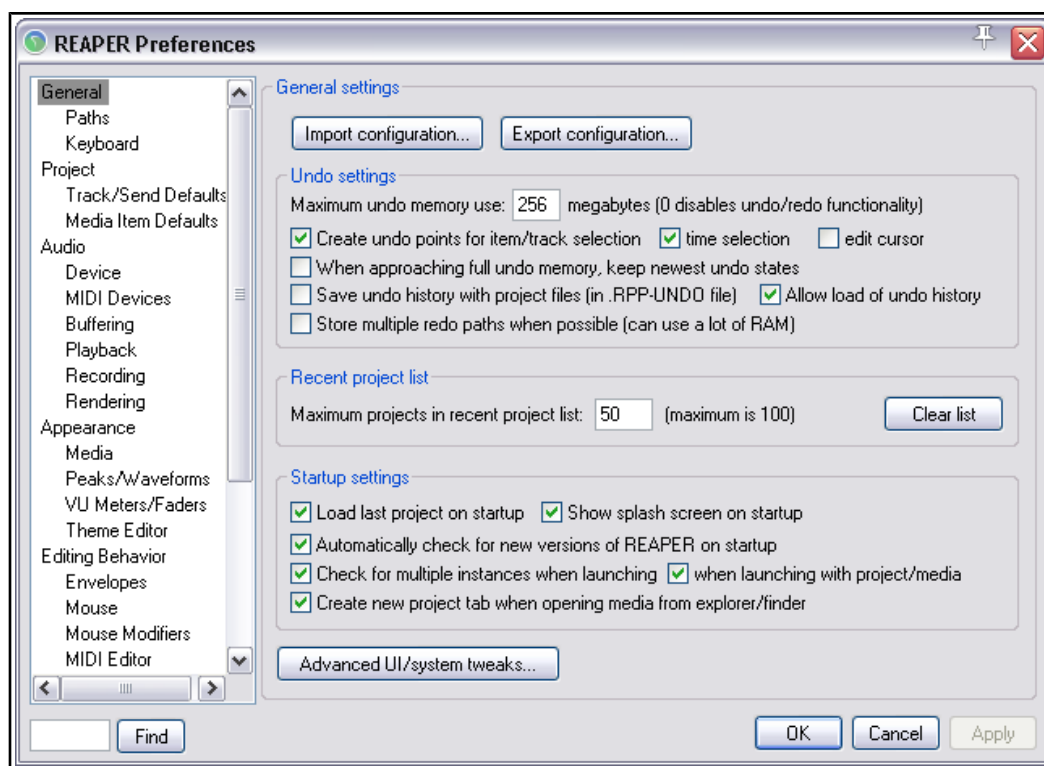 REAPER Preferences
General
Paths
Keyboard
Project
Track/Send Defaults
Media Item Defaults
Audio
Device
MIDI Devices
Buffering
Playback
Recording
Rendering
Appearance
Media
Peaks/Waveforms
VU Meters/Faders
Theme Editor
Editing Behavior
Envelopes
Mouse
Mouse Modifiers
MIDI Editor
Find
General settings
Import configuration... Export configuration...
Undo settings
Maximum undo memory use: 256 megabytes (0 disables undo/redo functionality)
Create undo points for item/track selection time selection edit cursor
When approaching full undo memory, keep newest undo states
Save undo history with project files (in .RPP-UNDO file) Allow load of undo history
Store multiple redo paths when possible (can use a lot of RAM)
Recent project list
Maximum projects in recent project list: 50 (maximum is 100) Clear list
Startup settings
Load last project on startup Show splash screen on startup
Automatically check for new versions of REAPER on startup
Check for multiple instances when launching when launching with project/media
Create new project tab when opening media from explorer/finder
Advanced UI/system tweaks...
OK Cancel Apply